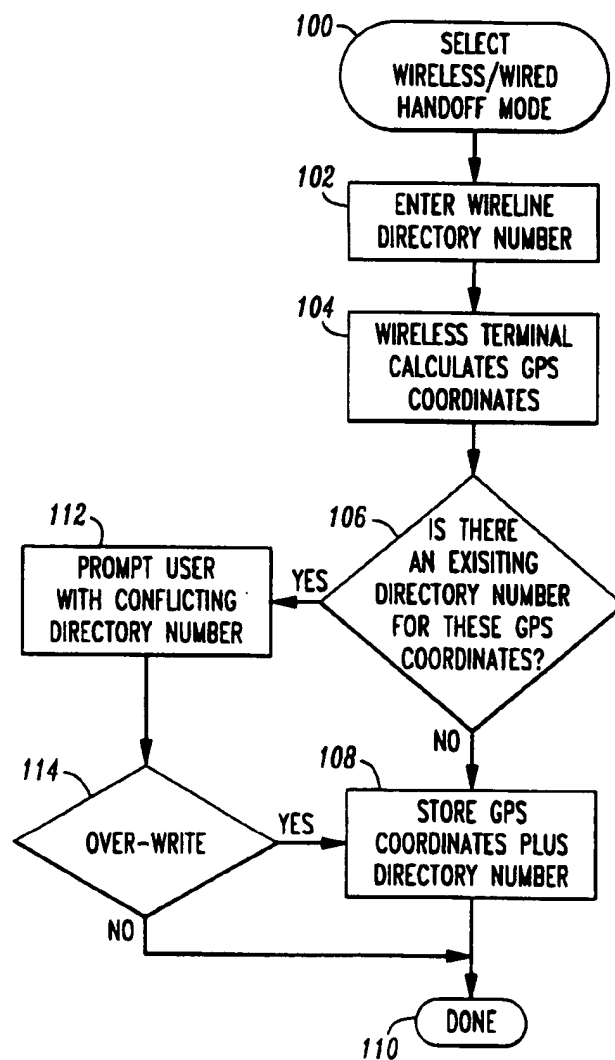 100
SELECT
WIRELESS/WIRED
HANDOFF MODE
102
ENTER WIRELINE
DIRECTORY NUMBER
104
WIRELESS TERMINAL
CALCULATES GPS
COORDINATES
106
IS THERE
AN EXISITING
DIRECTORY NUMBER
FOR THESE GPS
COORDINATES?
YES
NO
112
PROMPT USER
WITH CONFLICTING
DIRECTORY NUMBER
114
OVER-WRITE
YES
NO
108
STORE GPS
COORDINATES PLUS
DIRECTORY NUMBER
DONE
110